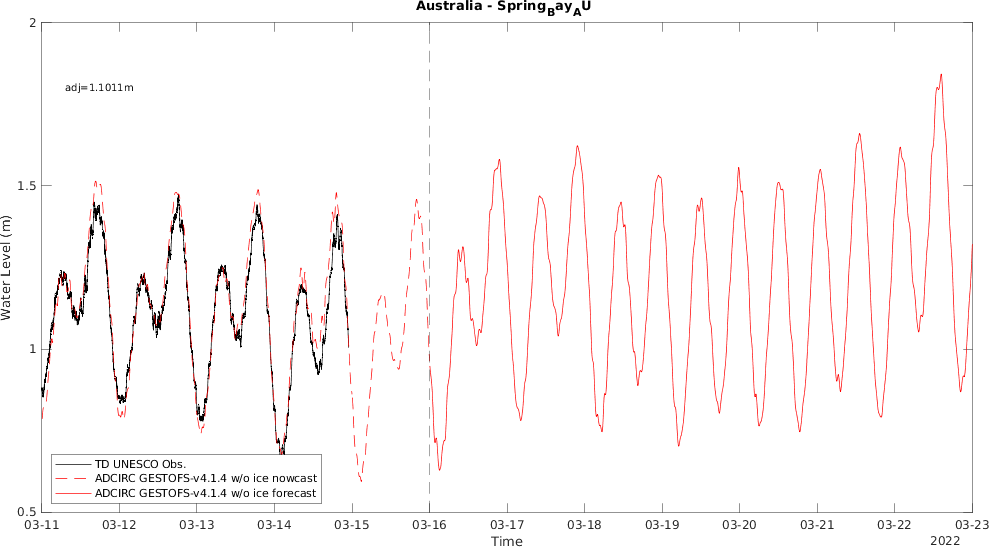 Australia - SpringBayAU
adj=1.1011m
Water Level (m)
2
1.5
1
0.5
TD UNESCO Obs.
ADCIRC GESTOFS-v4.1.4 w/o ice nowcast
ADCIRC GESTOFS-v4.1.4 w/o ice forecast
03-11 03-12 03-13 03-14 03-15 03-16 03-17 03-18 03-19 03-20 03-21 03-22 03-23
Time
2022